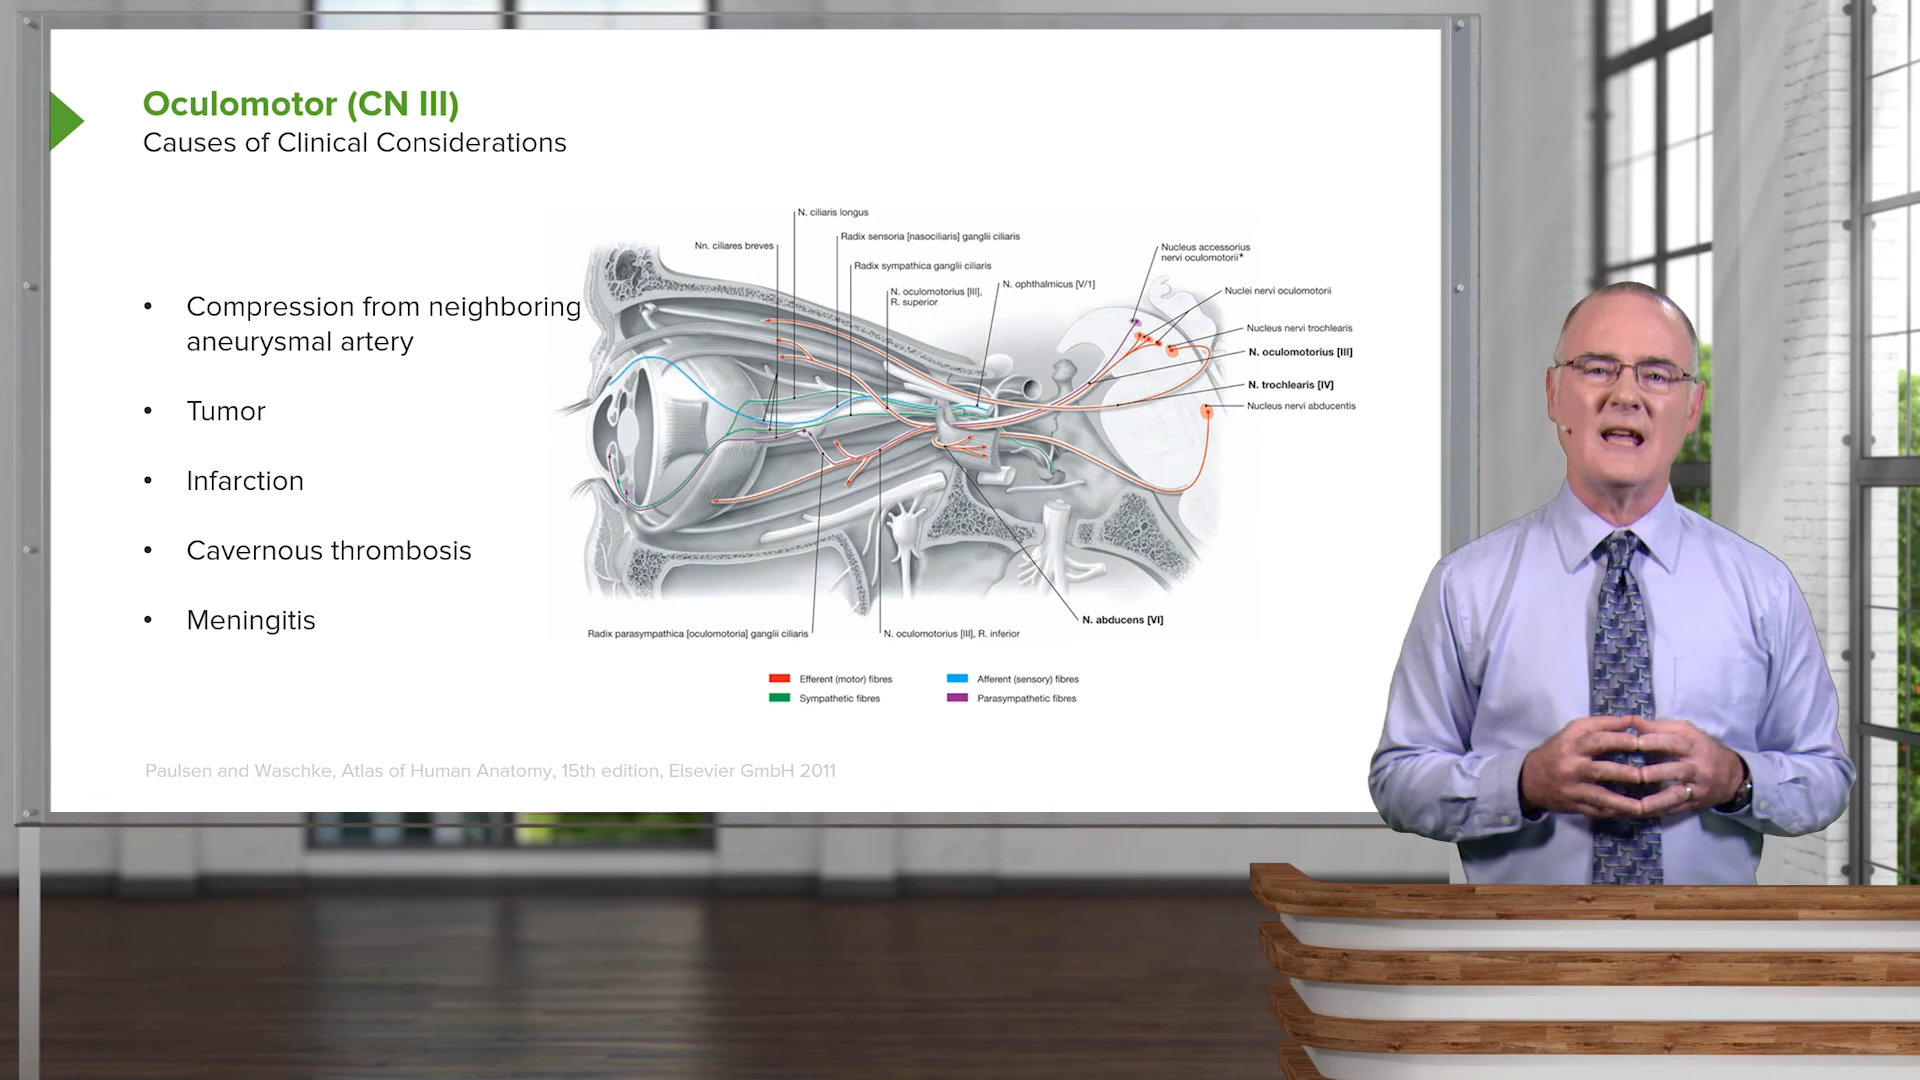 Oculomotor (CN III)
Causes of Clinical Considerations
• Compression from neighboring
aneurysmal artery
• Tumor
• Infarction
• Cavernous thrombosis
• Meningitis
N. ciliaris longus
Nn. ciliares breves
Radix sensoria [nasociliaris] ganglii ciliaris
Radix sympathica ganglii ciliaris
N. oculomotorius [III],
R. superior
N. ophthalmicus [V/1]
Nucleus accessorius
nervi oculomotorii*
Nuclei nervi oculomotorii
Nucleus nervi trochlearis
N. oculomotorius [III]
N. trochlearis [IV]
Nucleus nervi abducentis
N. abducens [VI]
Radix parasympathica [oculomotoria] ganglii ciliaris
N. oculomotorius [III], R. inferior
Efferent (motor) fibres
Afferent (sensory) fibres
Sympathetic fibres
Parasympathetic fibres
Paulsen and Waschke, Atlas of Human Anatomy, 15th edition, Elsevier GmbH 2011